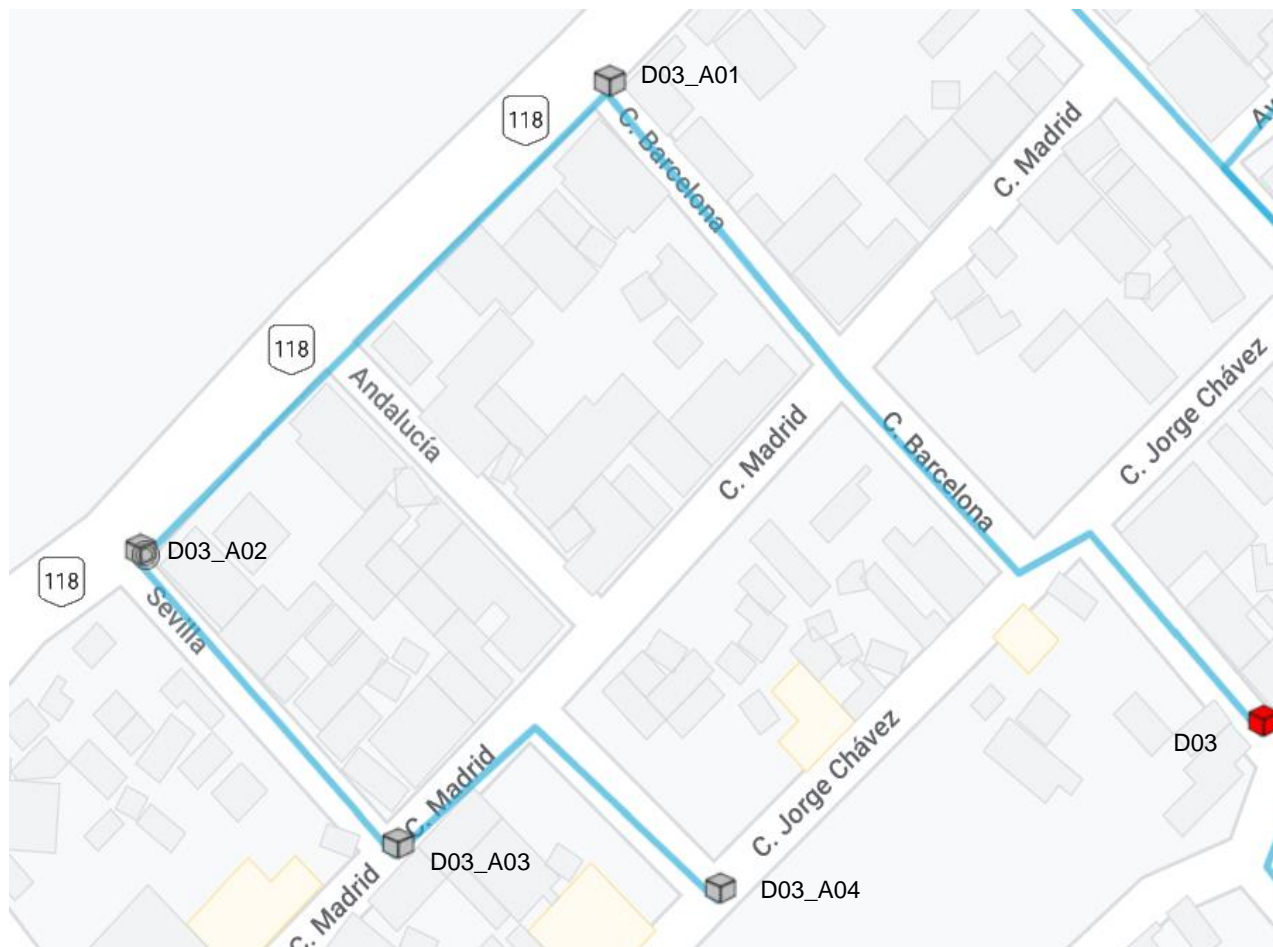 D03_A01
118
C. Barcelona
C. Madrid
Av
118
Andalucía
C. Jorge Chávez
C. Madrid
C. Barcelona
D03_A02
118
Sevilla
D03
C. Jorge Chávez
C. Madrid
D03_A03
D03_A04
C. Madrid